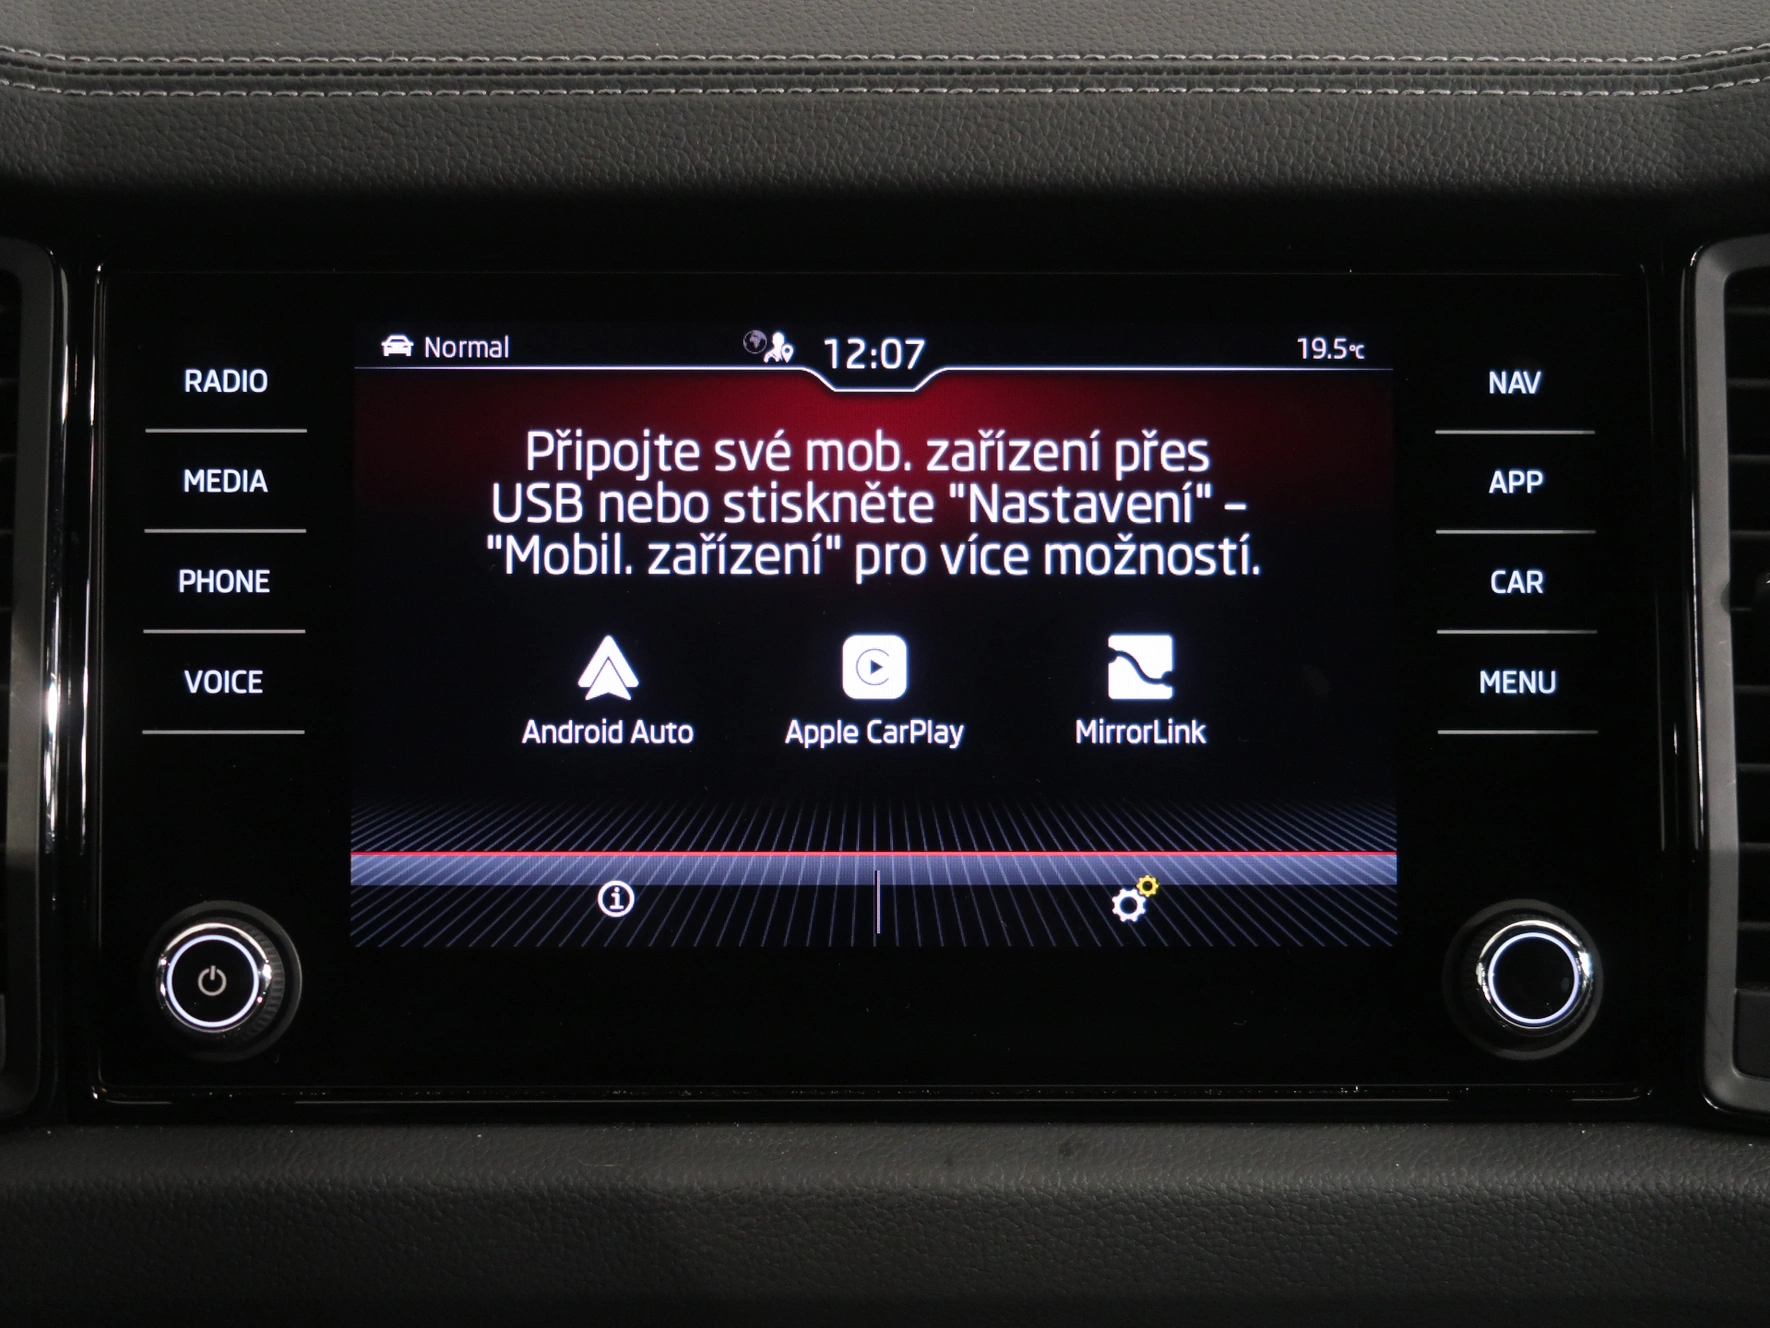 Normal
12:07
19.5°C
RADIO
MEDIA
PHONE
VOICE
Připojte své mob. zařízení přes
USB nebo stiskněte "Nastavení" –
"Mobil. zařízení" pro více možností.
Android Auto
Apple CarPlay
MirrorLink
NAV
APP
CAR
MENU